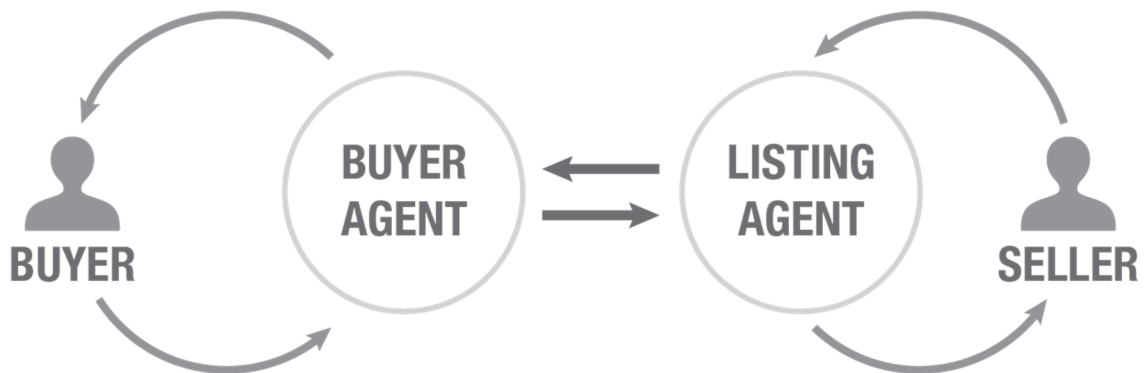 BUYER
AGENT
LISTING
AGENT
BUYER
SELLER